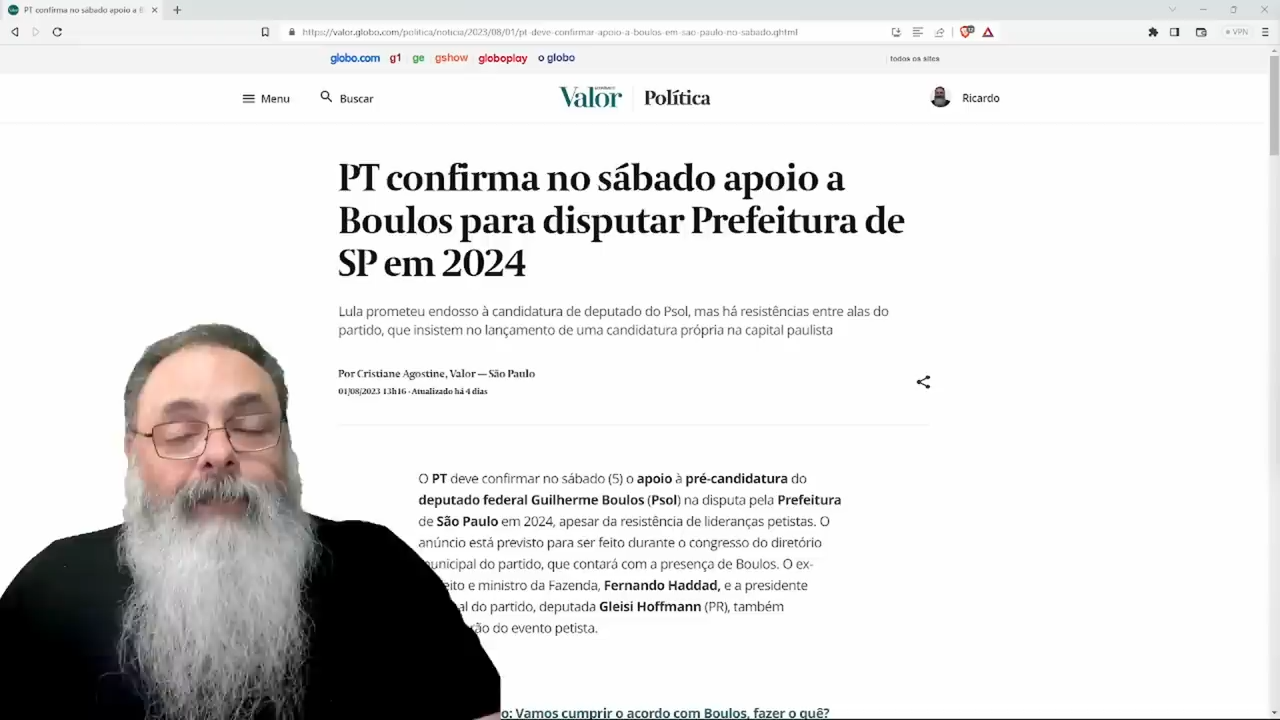 PT confirma no sábado apoio a B
https://valor.globo.com/politica/noticia/2023/08/01/pt-deve-confirmar-apoio-a-boulos-em-sao-paulo-no-sabado.ghtml
VPN
globo.com g1 ge gshow globoplay o globo
todos os sites
Menu Buscar Valor Política Ricardo
PT confirma no sábado apoio a
Boulos para disputar Prefeitura de
SP em 2024
Lula prometeu endosso à candidatura de deputado do Psol, mas há resistências entre alas do
partido, que insistem no lançamento de uma candidatura própria na capital paulista
Por Cristiane Agostine, Valor — São Paulo
01/08/2023 13h16 · Atualizado há 4 dias
O PT deve confirmar no sábado (5) o apoio à pré-candidatura do
deputado federal Guilherme Boulos (Psol) na disputa pela Prefeitura
de São Paulo em 2024, apesar da resistência de lideranças petistas. O
anúncio está previsto para ser feito durante o congresso do diretório
municipal do partido, que contará com a presença de Boulos. O ex-
eito e ministro da Fazenda, Fernando Haddad, e a presidente
al do partido, deputada Gleisi Hoffmann (PR), também
ão do evento petista.
o: Vamos cumprir o acordo com Boulos, fazer o quê?